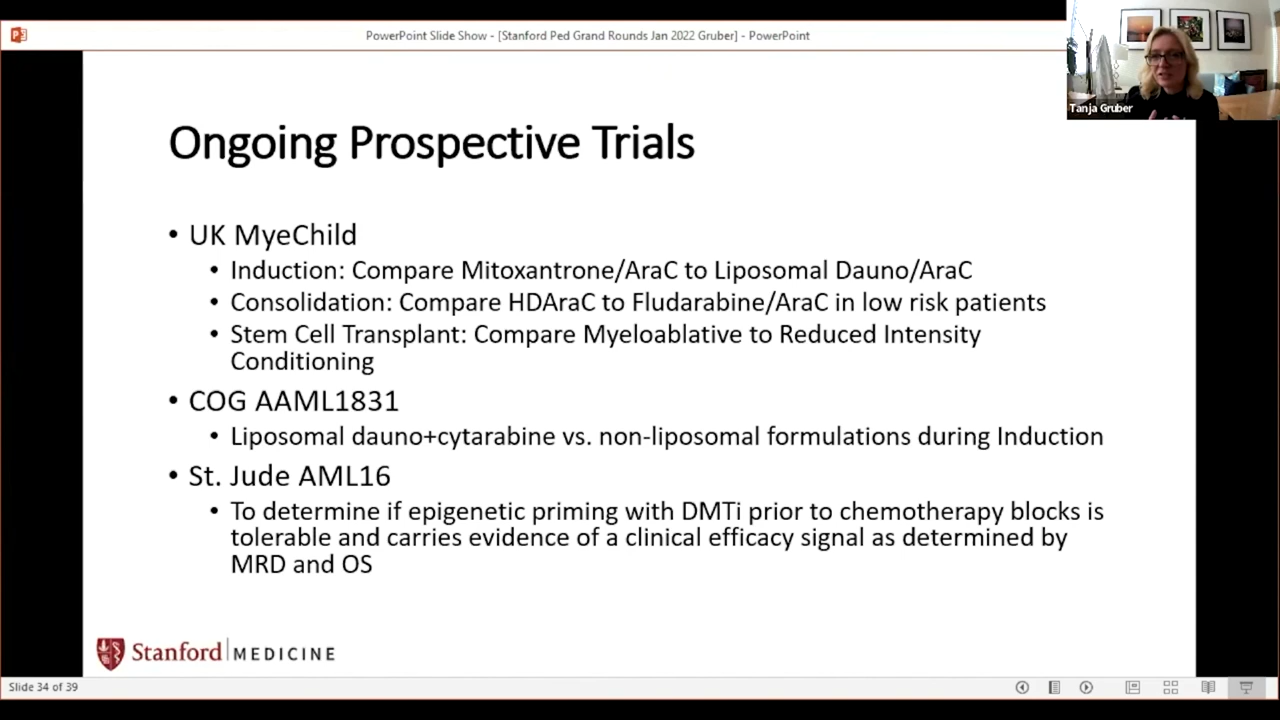 PowerPoint Slide Show - [Stanford Ped Grand Rounds Jan 2022 Gruber] - PowerPoint
Tanja Gruber
Ongoing Prospective Trials
• UK MyeChild
• Induction: Compare Mitoxantrone/AraC to Liposomal Dauno/AraC
• Consolidation: Compare HDAraC to Fludarabine/AraC in low risk patients
• Stem Cell Transplant: Compare Myeloablative to Reduced Intensity
Conditioning
• COG AAML1831
• Liposomal dauno+cytarabine vs. non-liposomal formulations during Induction
• St. Jude AML16
• To determine if epigenetic priming with DMTi prior to chemotherapy blocks is
tolerable and carries evidence of a clinical efficacy signal as determined by
MRD and OS
Stanford MEDICINE
Slide 34 of 39